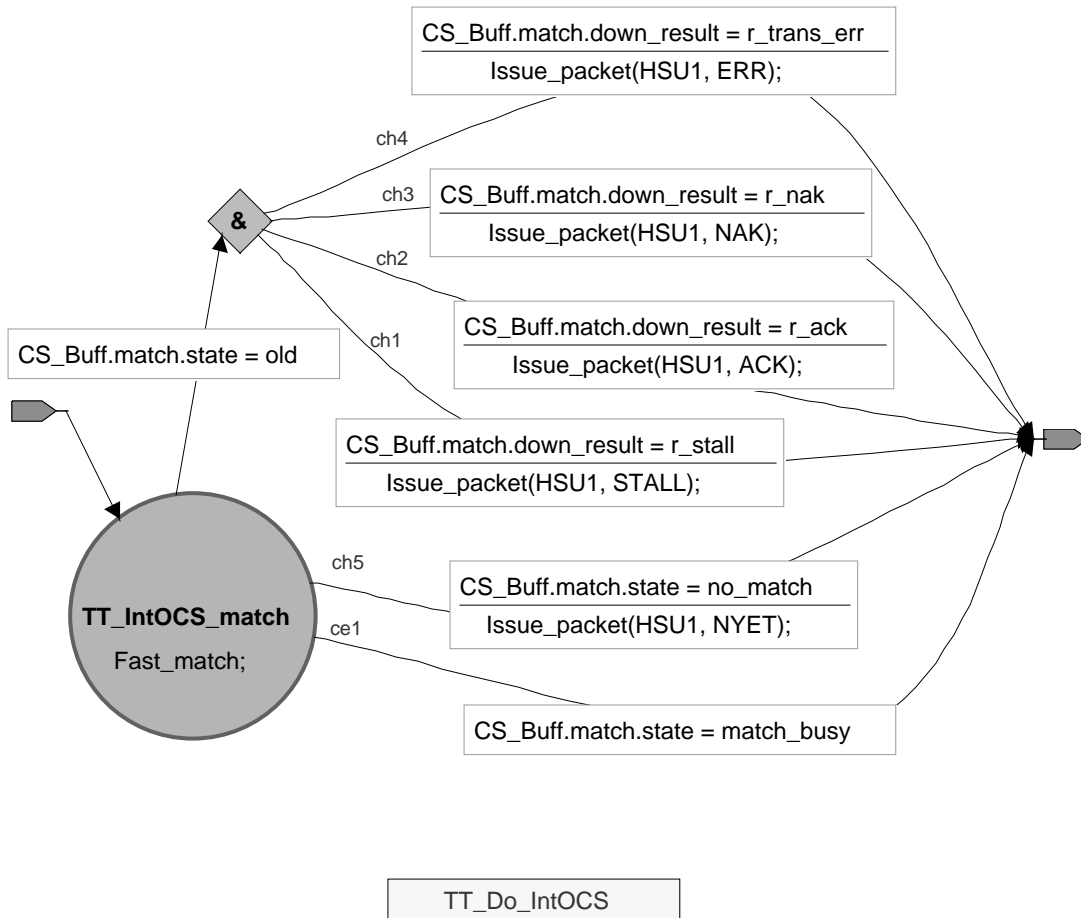 CS_Buff.match.down_result = r_trans_err
Issue_packet(HSU1, ERR);
ch4
ch3
CS_Buff.match.down_result = r_nak
Issue_packet(HSU1, NAK);
&
ch2
CS_Buff.match.down_result = r_ack
Issue_packet(HSU1, ACK);
CS_Buff.match.state = old
ch1
CS_Buff.match.down_result = r_stall
Issue_packet(HSU1, STALL);
ch5
CS_Buff.match.state = no_match
Issue_packet(HSU1, NYET);
TT_IntOCS_match
Fast_match;
ce1
CS_Buff.match.state = match_busy
TT_Do_IntOCS